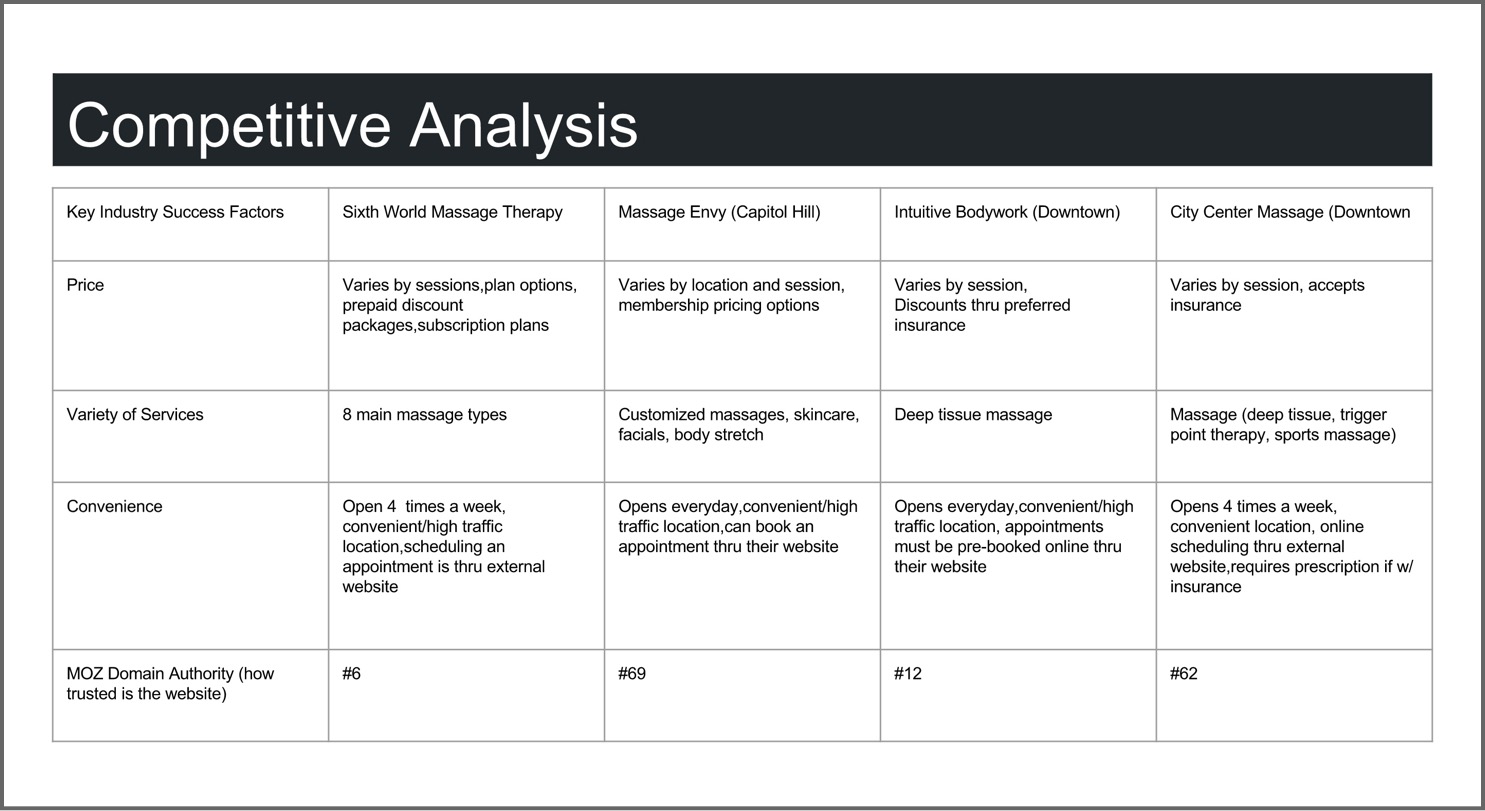 Competitive Analysis
Key Industry Success Factors
Sixth World Massage Therapy
Massage Envy (Capitol Hill)
Intuitive Bodywork (Downtown)
City Center Massage (Downtown
Price
Varies by sessions,plan options,
prepaid discount
packages,subscription plans
Varies by location and session,
membership pricing options
Varies by session,
Discounts thru preferred
insurance
Varies by session, accepts
insurance
Variety of Services
8 main massage types
Customized massages, skincare,
facials, body stretch
Deep tissue massage
Massage (deep tissue, trigger
point therapy, sports massage)
Convenience
Open 4  times a week,
convenient/high traffic
location,scheduling an
appointment is thru external
website
Opens everyday,convenient/high
traffic location,can book an
appointment thru their website
Opens everyday,convenient/high
traffic location, appointments
must be pre-booked online thru
their website
Opens 4 times a week,
convenient location, online
scheduling thru external
website,requires prescription if w/
insurance
MOZ Domain Authority (how
trusted is the website)
#6
#69
#12
#62